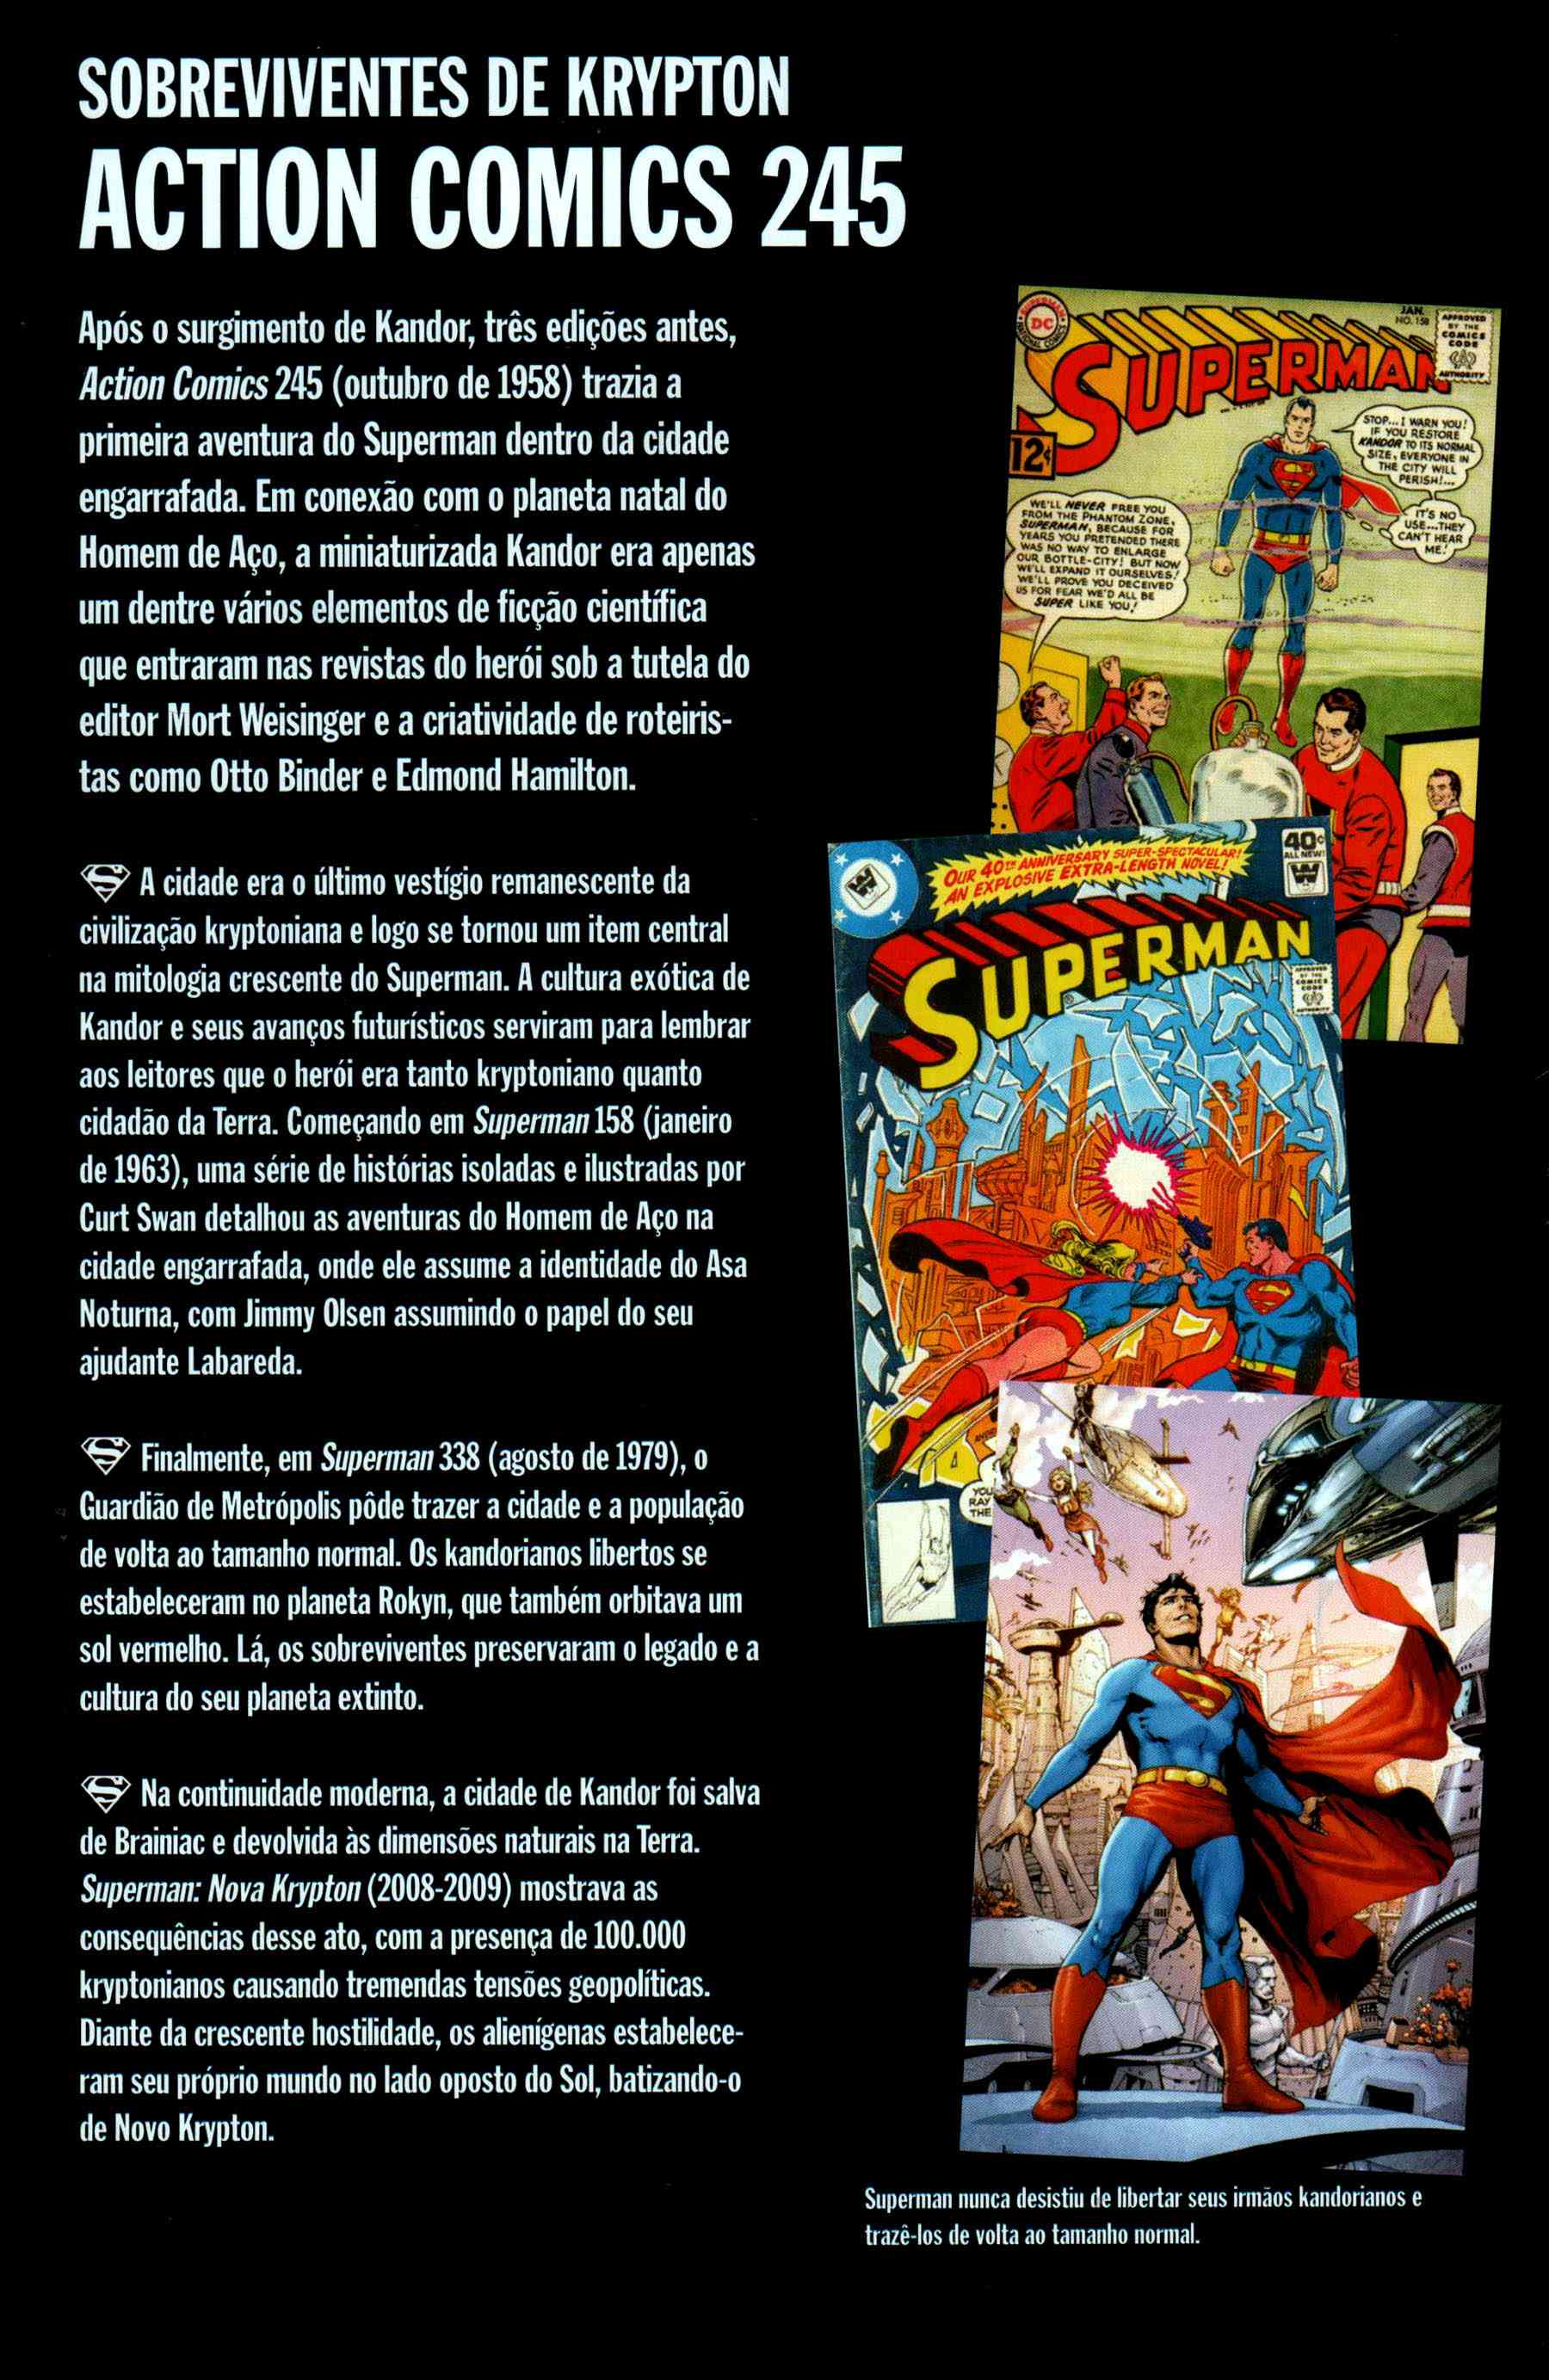 SOBREVIVENTES DE KRYPTON
ACTION COMICS 245
Após o surgimento de Kandor, três edições antes,
Action Comics 245 (outubro de 1958) trazia a
primeira aventura do Superman dentro da cidade
engarrafada. Em conexão com o planeta natal do
Homem de Aço, a miniaturizada Kandor era apenas
um dentre vários elementos de ficção científica
que entraram nas revistas do herói sob a tutela do
editor Mort Weisinger e a criatividade de roteiris-
tas como Otto Binder e Edmond Hamilton.
A cidade era o último vestígio remanescente da
civilização kryptoniana e logo se tornou um item central
na mitologia crescente do Superman. A cultura exótica de
Kandor e seus avanços futurísticos serviram para lembrar
aos leitores que o herói era tanto kryptoniano quanto
cidadão da Terra. Começando em Superman 158 (janeiro
de 1963), uma série de histórias isoladas e ilustradas por
Curt Swan detalhou as aventuras do Homem de Aço na
cidade engarrafada, onde ele assume a identidade do Asa
Noturna, com Jimmy Olsen assumindo o papel do seu
ajudante Labareda.
Finalmente, em Superman 338 (agosto de 1979), o
Guardião de Metrópolis pôde trazer a cidade e a população
de volta ao tamanho normal. Os kandorianos libertos se
estabeleceram no planeta Rokyn, que também orbitava um
sol vermelho. Lá, os sobreviventes preservaram o legado e a
cultura do seu planeta extinto.
Na continuidade moderna, a cidade de Kandor foi salva
de Brainiac e devolvida às dimensões naturais na Terra.
Superman: Nova Krypton (2008-2009) mostrava as
consequências desse ato, com a presença de 100.000
kryptonianos causando tremendas tensões geopolíticas.
Diante da crescente hostilidade, os alienígenas estabelece-
ram seu próprio mundo no lado oposto do Sol, batizando-o
de Novo Krypton.
SUPERMAN
DC
NATIONAL COMICS
JAN.
NO. 158
APPROVED
BY THE
COMICS
CODE
AUTHORITY
SUPERMAN
12¢
STOP... I WARN YOU!
IF YOU RESTORE
KANDOR TO ITS NORMAL
SIZE, EVERYONE IN
THE CITY WILL
PERISH!...
IT'S NO
USE...THEY
CAN'T HEAR
ME!
WE'LL NEVER FREE YOU
FROM THE PHANTOM ZONE,
SUPERMAN, BECAUSE FOR
YEARS YOU PRETENDED THERE
WAS NO WAY TO ENLARGE
OUR BOTTLE-CITY! BUT NOW
WE'LL EXPAND IT OURSELVES!
WE'LL PROVE YOU DECEIVED
US FOR FEAR WE'D ALL BE
SUPER LIKE YOU!
W
OUR 40TH ANNIVERSARY SUPER-SPECTACULAR!
AN EXPLOSIVE EXTRA-LENGTH NOVEL!
40¢
ALL NEW!
W
SUPERMAN
APPROVED
BY THE
COMICS
CODE
AUTHORITY
YOU
RAY
THE
Superman nunca desistiu de libertar seus irmãos kandorianos e
trazê-los de volta ao tamanho normal.